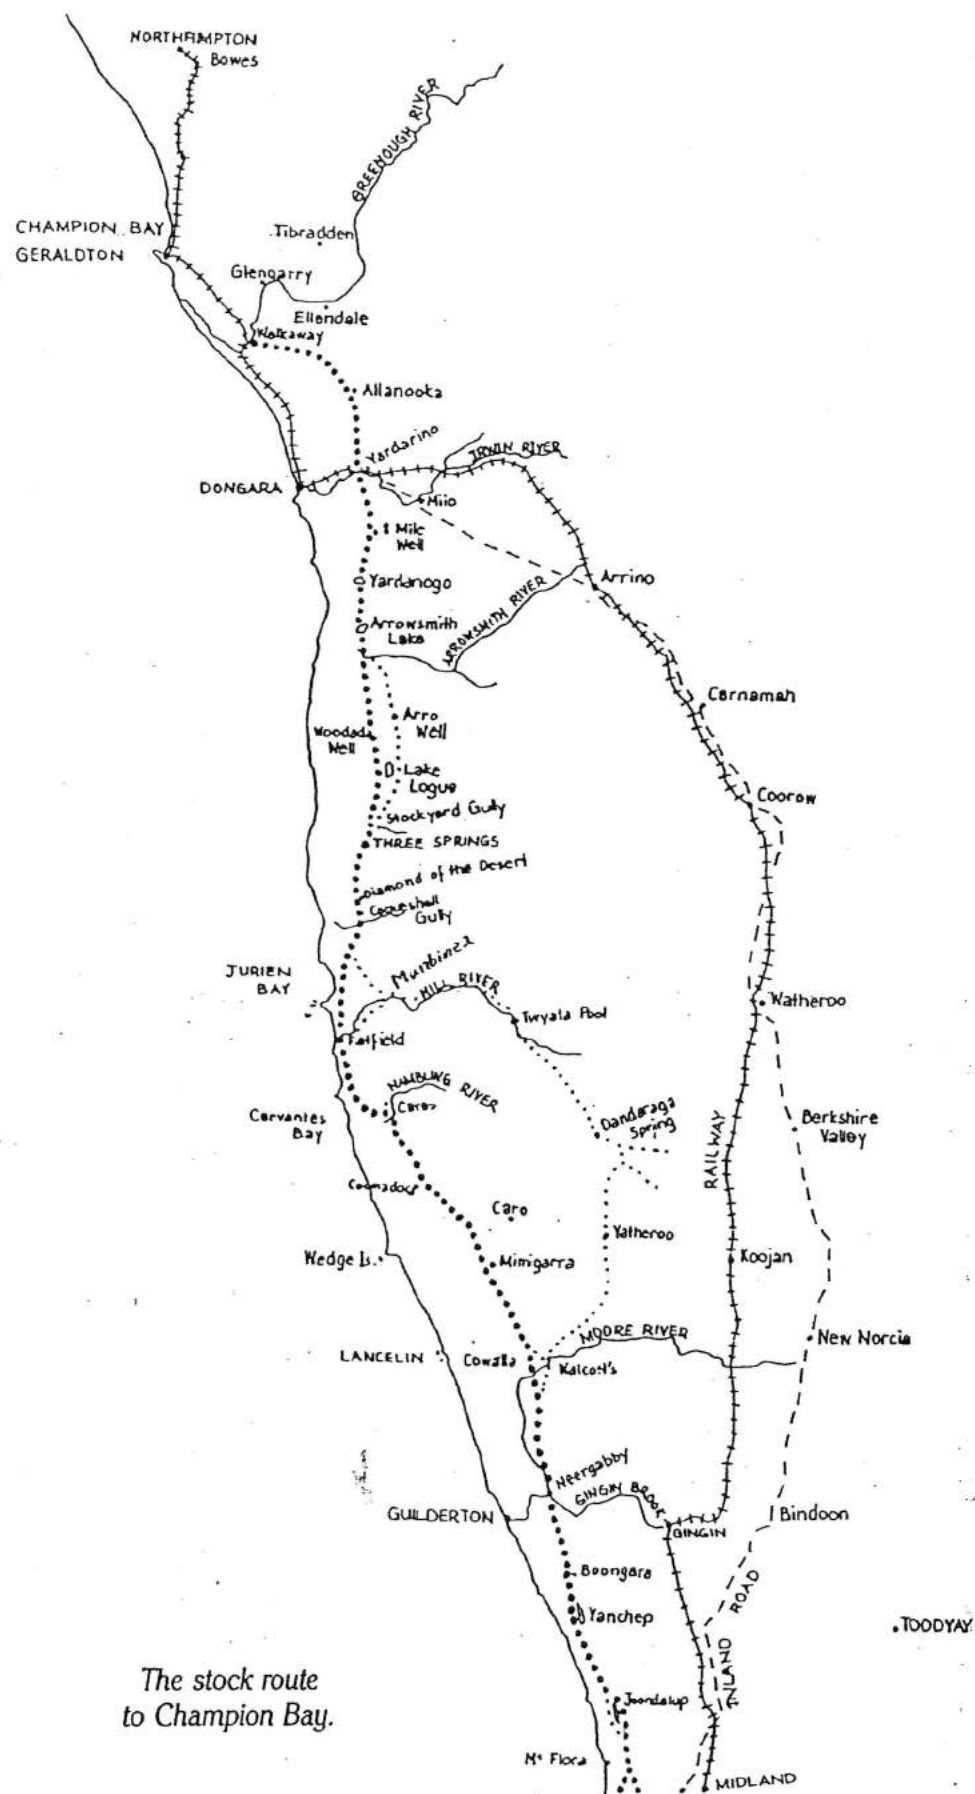 NORTHAMPTON
Bowes
GREENOUGH RIVER
CHAMPION BAY
GERALDTON
Tibradden
Glengarry
Ellendale
Walkaway
Allanooka
Yardarino
IRWIN RIVER
DONGARA
Miio
Mile
Well
Yardanogo
Arrino
Arrowsmith
Lake
ARROWSMITH RIVER
Carnamah
Arro
Well
Woodada
Well
Lake
Logue
Coorow
Stockyard Gully
THREE SPRINGS
Diamond of the Desert
Cockleshell
Gully
JURIEN
BAY
HILL RIVER
Watheroo
Twyata Pool
NAMBUNG RIVER
Cervantes
Bay
Dandaraga
Spring
Berkshire
Valley
RAILWAY
Caro
Yatheroo
Wedge Is.
Mimigarra
Koojan
MOORE RIVER
New Norcia
LANCELIN
Cowalla
Kalcott's
Neergabby
GINGIN BROOK
GUILDERTON
GINGIN
Bindoon
Boongara
Yanchep
INLAND ROAD
TOODYAY
The stock route
to Champion Bay.
Joondalup
Mt Flora
MIDLAND